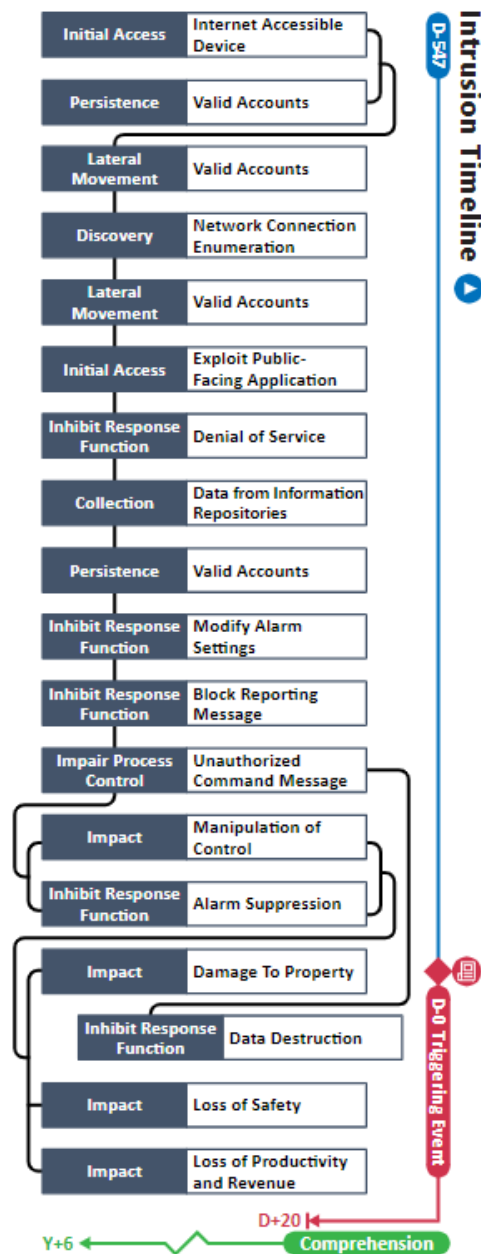 Intrusion Timeline
D-547
Initial Access
Internet Accessible
Device
Persistence
Valid Accounts
Lateral
Movement
Valid Accounts
Discovery
Network Connection
Enumeration
Lateral
Movement
Valid Accounts
Initial Access
Exploit Public-
Facing Application
Inhibit Response
Function
Denial of Service
Collection
Data from Information
Repositories
Persistence
Valid Accounts
Inhibit Response
Function
Modify Alarm
Settings
Inhibit Response
Function
Block Reporting
Message
Impair Process
Control
Unauthorized
Command Message
Impact
Manipulation of
Control
Inhibit Response
Function
Alarm Suppression
Impact
Damage To Property
Inhibit Response
Function
Data Destruction
Impact
Loss of Safety
Impact
Loss of Productivity
and Revenue
D-0 Triggering Event
D+20
Y+6
Comprehension